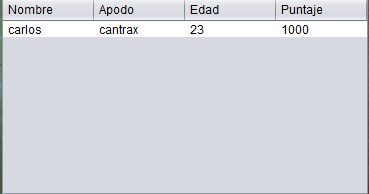 Nombre Apodo Edad Puntaje
carlos cantrax 23 1000